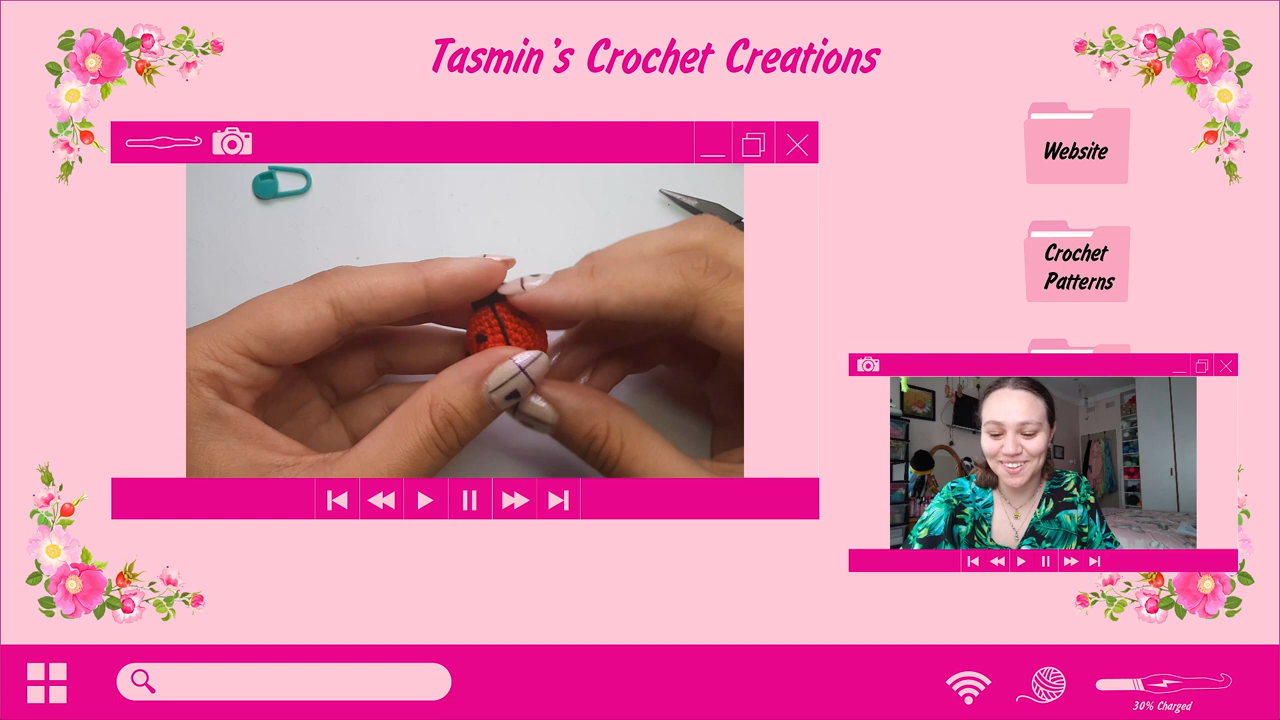 Tasmin's Crochet Creations
Website
Crochet
Patterns
30% Charged